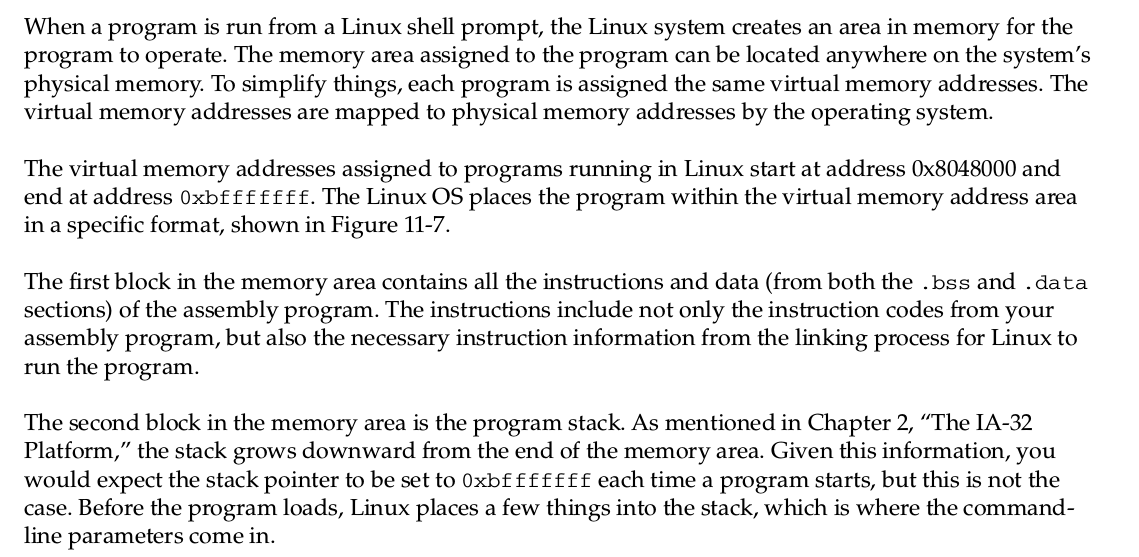 When a program is run from a Linux shell prompt, the Linux system creates an area in memory for the
program to operate. The memory area assigned to the program can be located anywhere on the system’s
physical memory. To simplify things, each program is assigned the same virtual memory addresses. The
virtual memory addresses are mapped to physical memory addresses by the operating system.
The virtual memory addresses assigned to programs running in Linux start at address 0x8048000 and
end at address 0xbfffffff. The Linux OS places the program within the virtual memory address area
in a specific format, shown in Figure 11-7.
The first block in the memory area contains all the instructions and data (from both the .bss and .data
sections) of the assembly program. The instructions include not only the instruction codes from your
assembly program, but also the necessary instruction information from the linking process for Linux to
run the program.
The second block in the memory area is the program stack. As mentioned in Chapter 2, “The IA-32
Platform,” the stack grows downward from the end of the memory area. Given this information, you
would expect the stack pointer to be set to 0xbfffffff each time a program starts, but this is not the
case. Before the program loads, Linux places a few things into the stack, which is where the command-
line parameters come in.